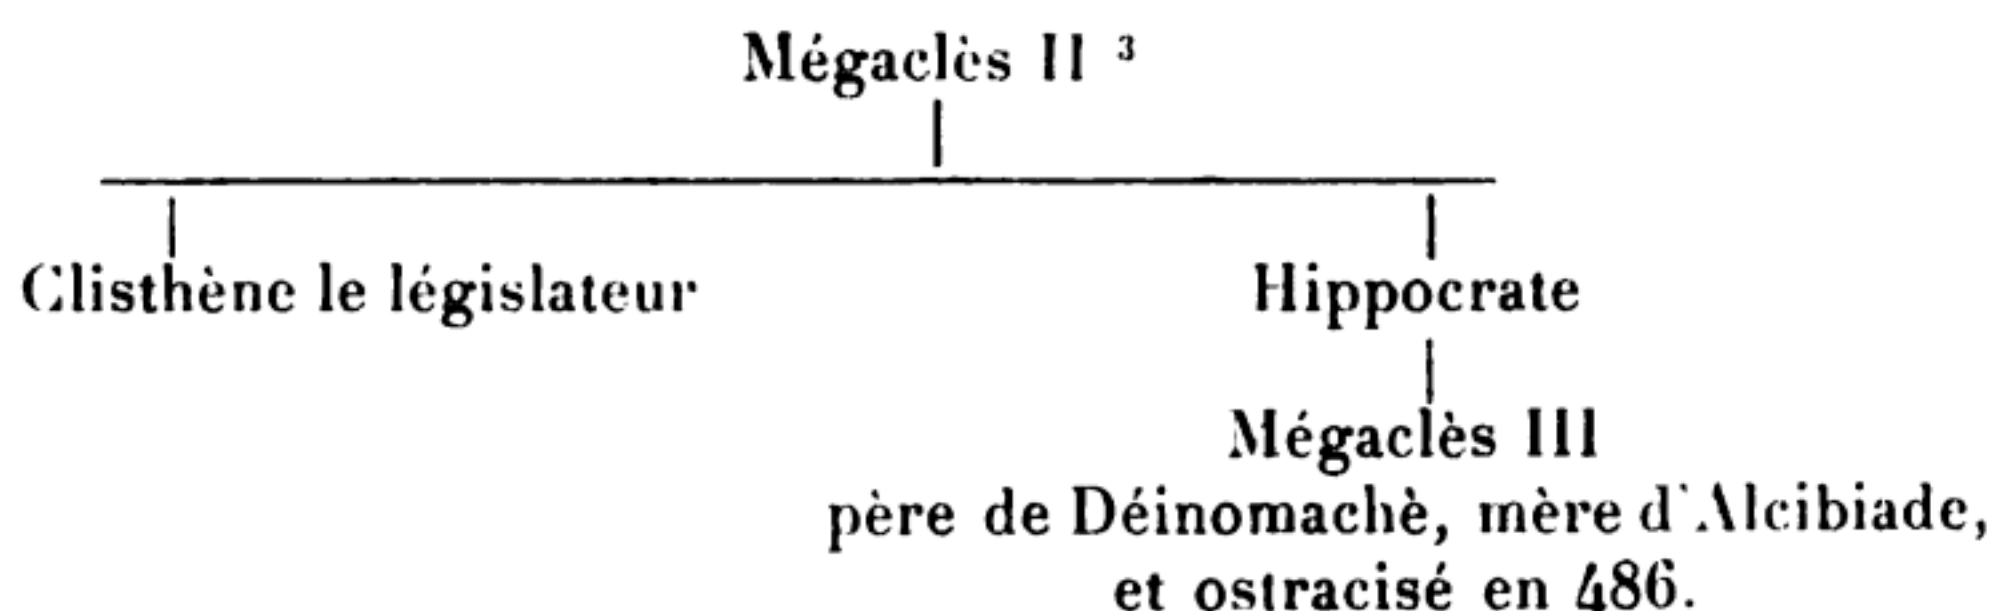 Mégaclès II ³
Clisthène le législateur Hippocrate
Mégaclès III
père de Déinomachè, mère d'Alcibiade,
et ostracisé en 486.